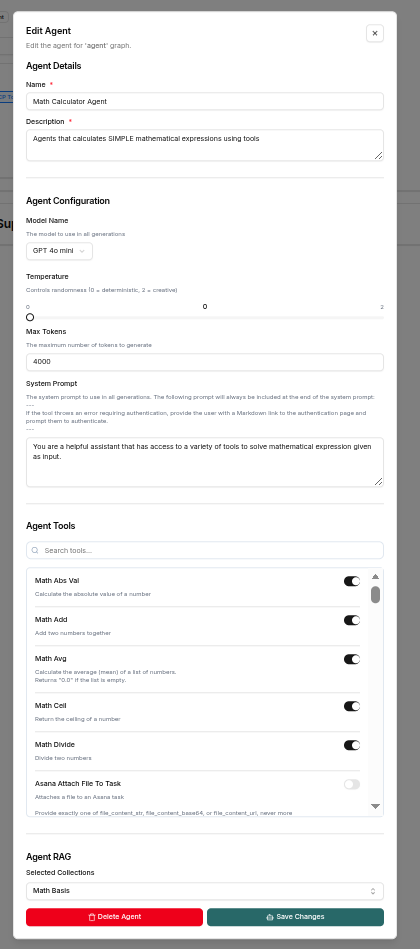 Edit Agent
Edit the agent for 'agent' graph.
Agent Details
Name *
Math Calculator Agent
Description *
Agents that calculates SIMPLE mathematical expressions using tools
Agent Configuration
Model Name
The model to use in all generations
GPT 4o mini
Temperature
Controls randomness (0 = deterministic, 2 = creative)
0 0 2
Max Tokens
The maximum number of tokens to generate
4000
System Prompt
The system prompt to use in all generations. The following prompt will always be included at the end of the system prompt:
---
If the tool throws an error requiring authentication, provide the user with a Markdown link to the authentication page and
prompt them to authenticate.
---
You are a helpful assistant that has access to a variety of tools to solve mathematical expression given
as input.
Agent Tools
Search tools...
Math Abs Val
Calculate the absolute value of a number
Math Add
Add two numbers together
Math Avg
Calculate the average (mean) of a list of numbers.
Returns "0.0" if the list is empty.
Math Ceil
Return the ceiling of a number
Math Divide
Divide two numbers
Asana Attach File To Task
Attaches a file to an Asana task
Provide exactly one of file_content_str, file_content_base64, or file_content_url, never more
Agent RAG
Selected Collections
Math Basis
Delete Agent
Save Changes
Su